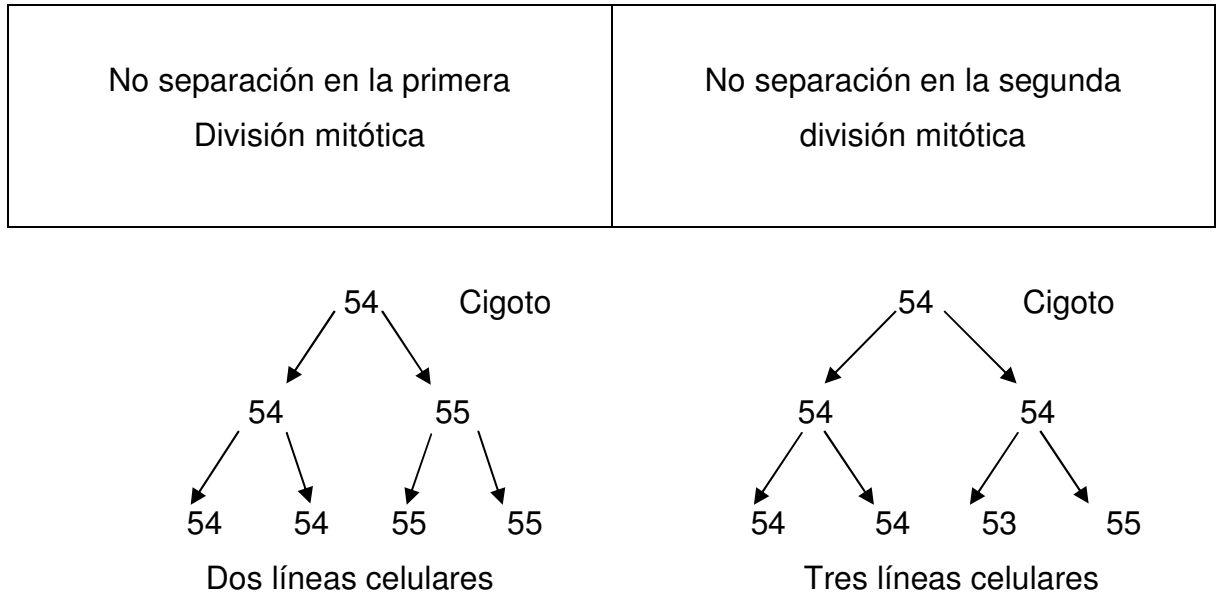 No separación en la primera
División mitótica
No separación en la segunda
división mitótica
54 Cigoto
54 55
54 54 55 55
Dos líneas celulares
54 Cigoto
54 54
54 54 53 55
Tres líneas celulares